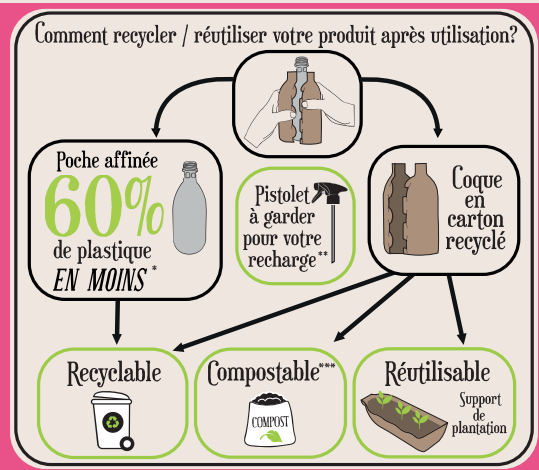 Comment recycler / réutiliser votre produit après utilisation?
Poche affinée
60%
de plastique
EN MOINS*
Pistolet
à garder
pour votre
recharge**
Coque
en
carton
recyclé
Recyclable
Compostable***
COMPOST
Réutilisable
Support
de
plantation